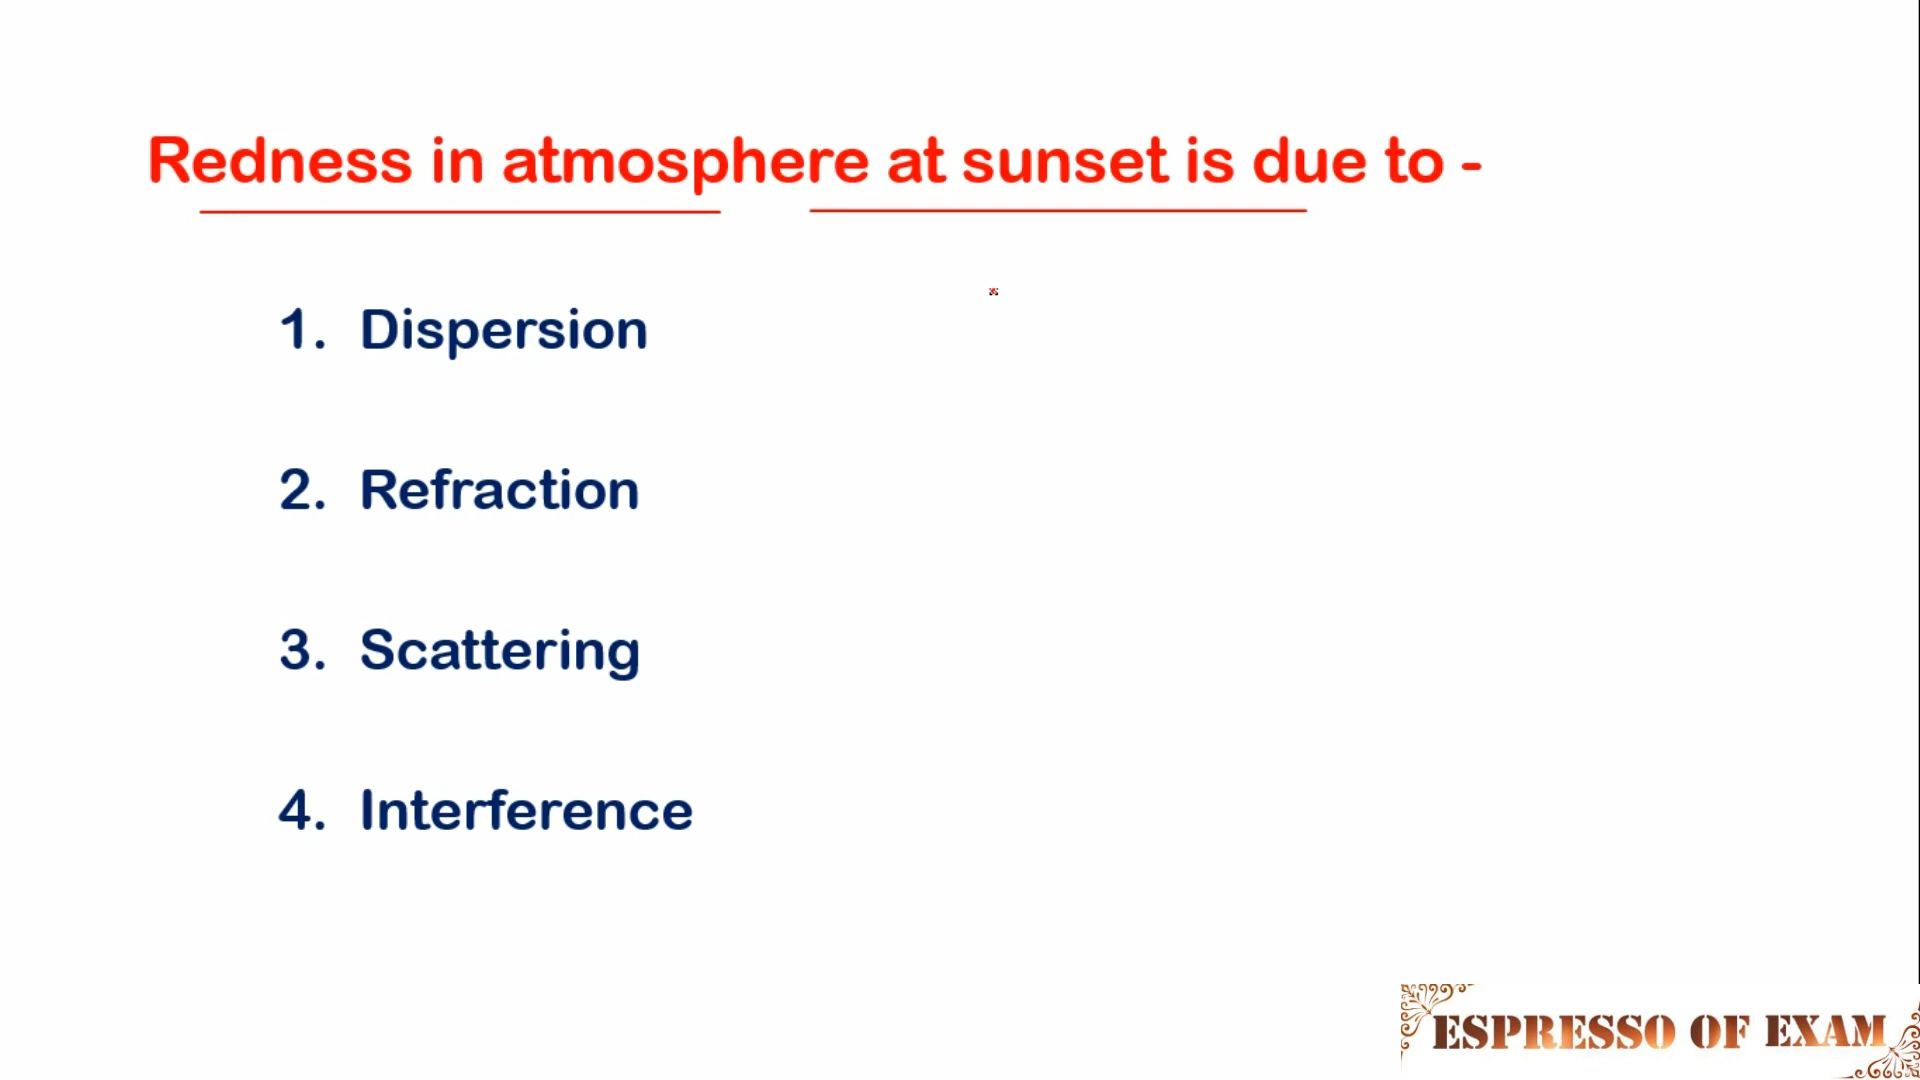 Redness in atmosphere at sunset is due to -
1. Dispersion
2. Refraction
3. Scattering
4. Interference
ESPRESSO OF EXAM